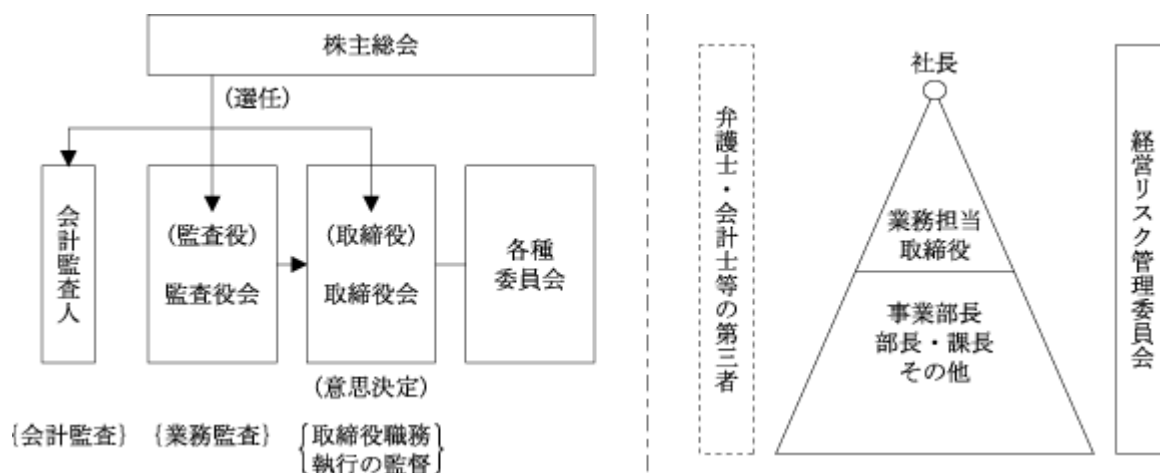 株主総会
(選任)
会計監査人
(監査役)
監査役会
(取締役)
取締役会
各種
委員会
(意思決定)
{会計監査}
{業務監査}
{取締役職務
執行の監督}
弁護士・会計士等の第三者
社長
業務担当
取締役
事業部長
部長・課長
その他
経営リスク管理委員会